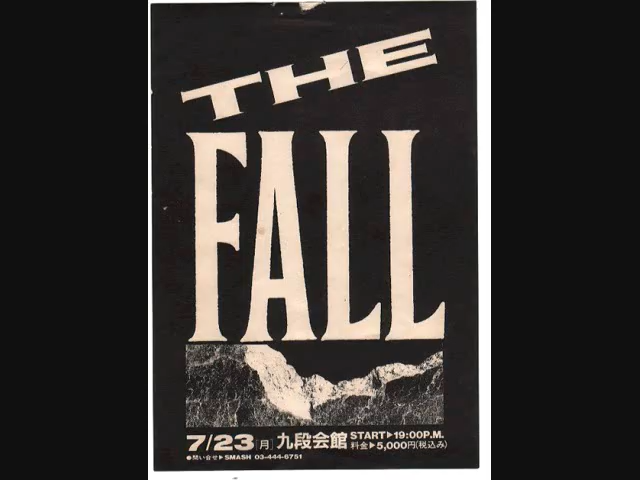 THE
FALL
7/23[月]九段会館 START▶19:00P.M.
料金▶5,000円(税込み)
●問い合せ▶SMASH 03-444-6751